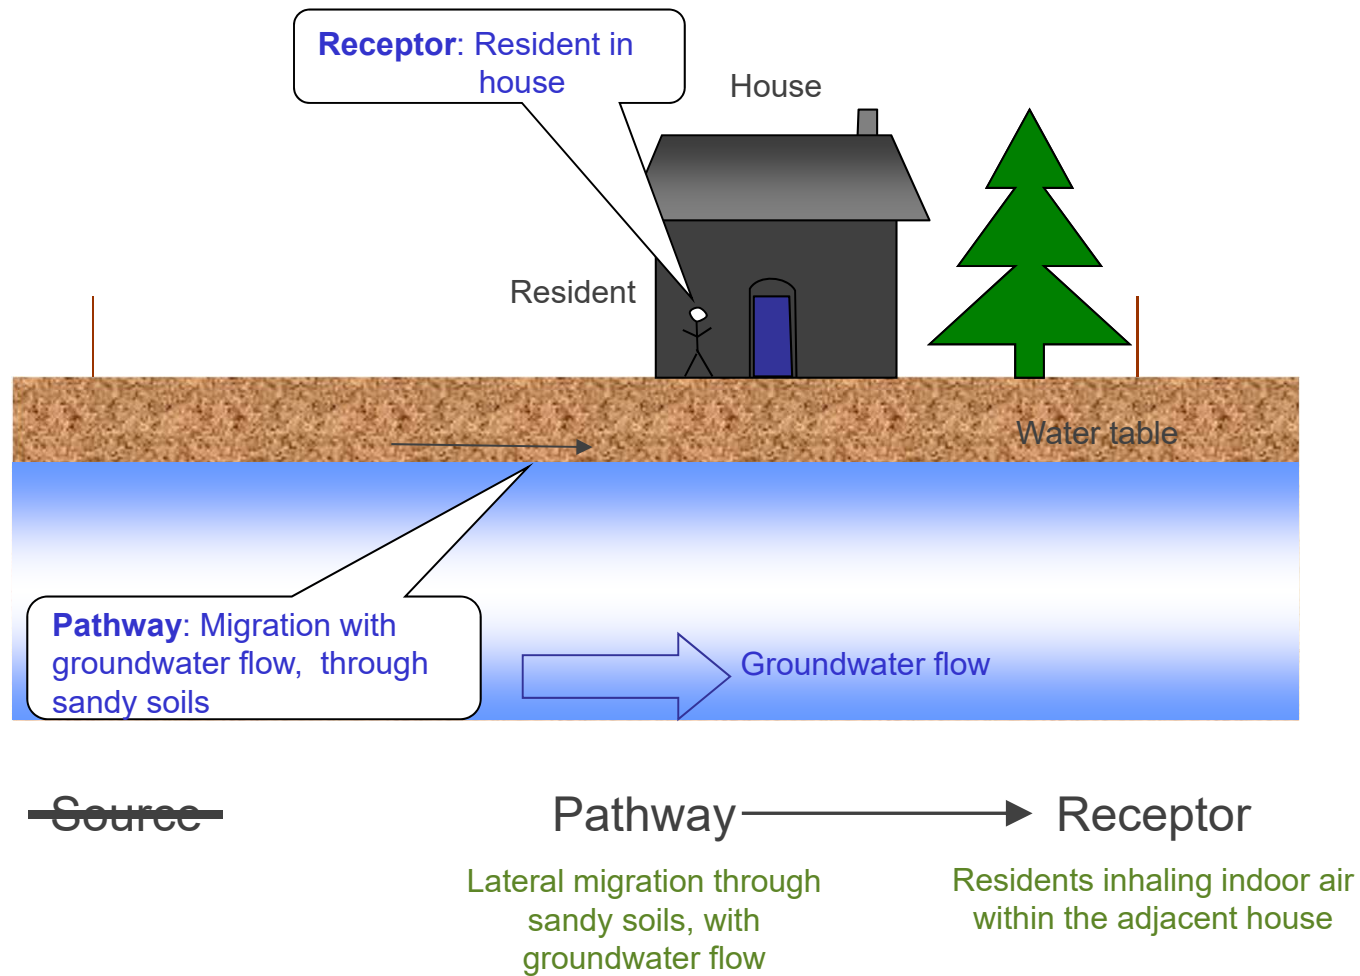 Receptor: Resident in
house
House
Resident
Water table
Pathway: Migration with
groundwater flow,  through
sandy soils
Groundwater flow
Source
Pathway
Receptor
Lateral migration through
sandy soils, with
groundwater flow
Residents inhaling indoor air
within the adjacent house